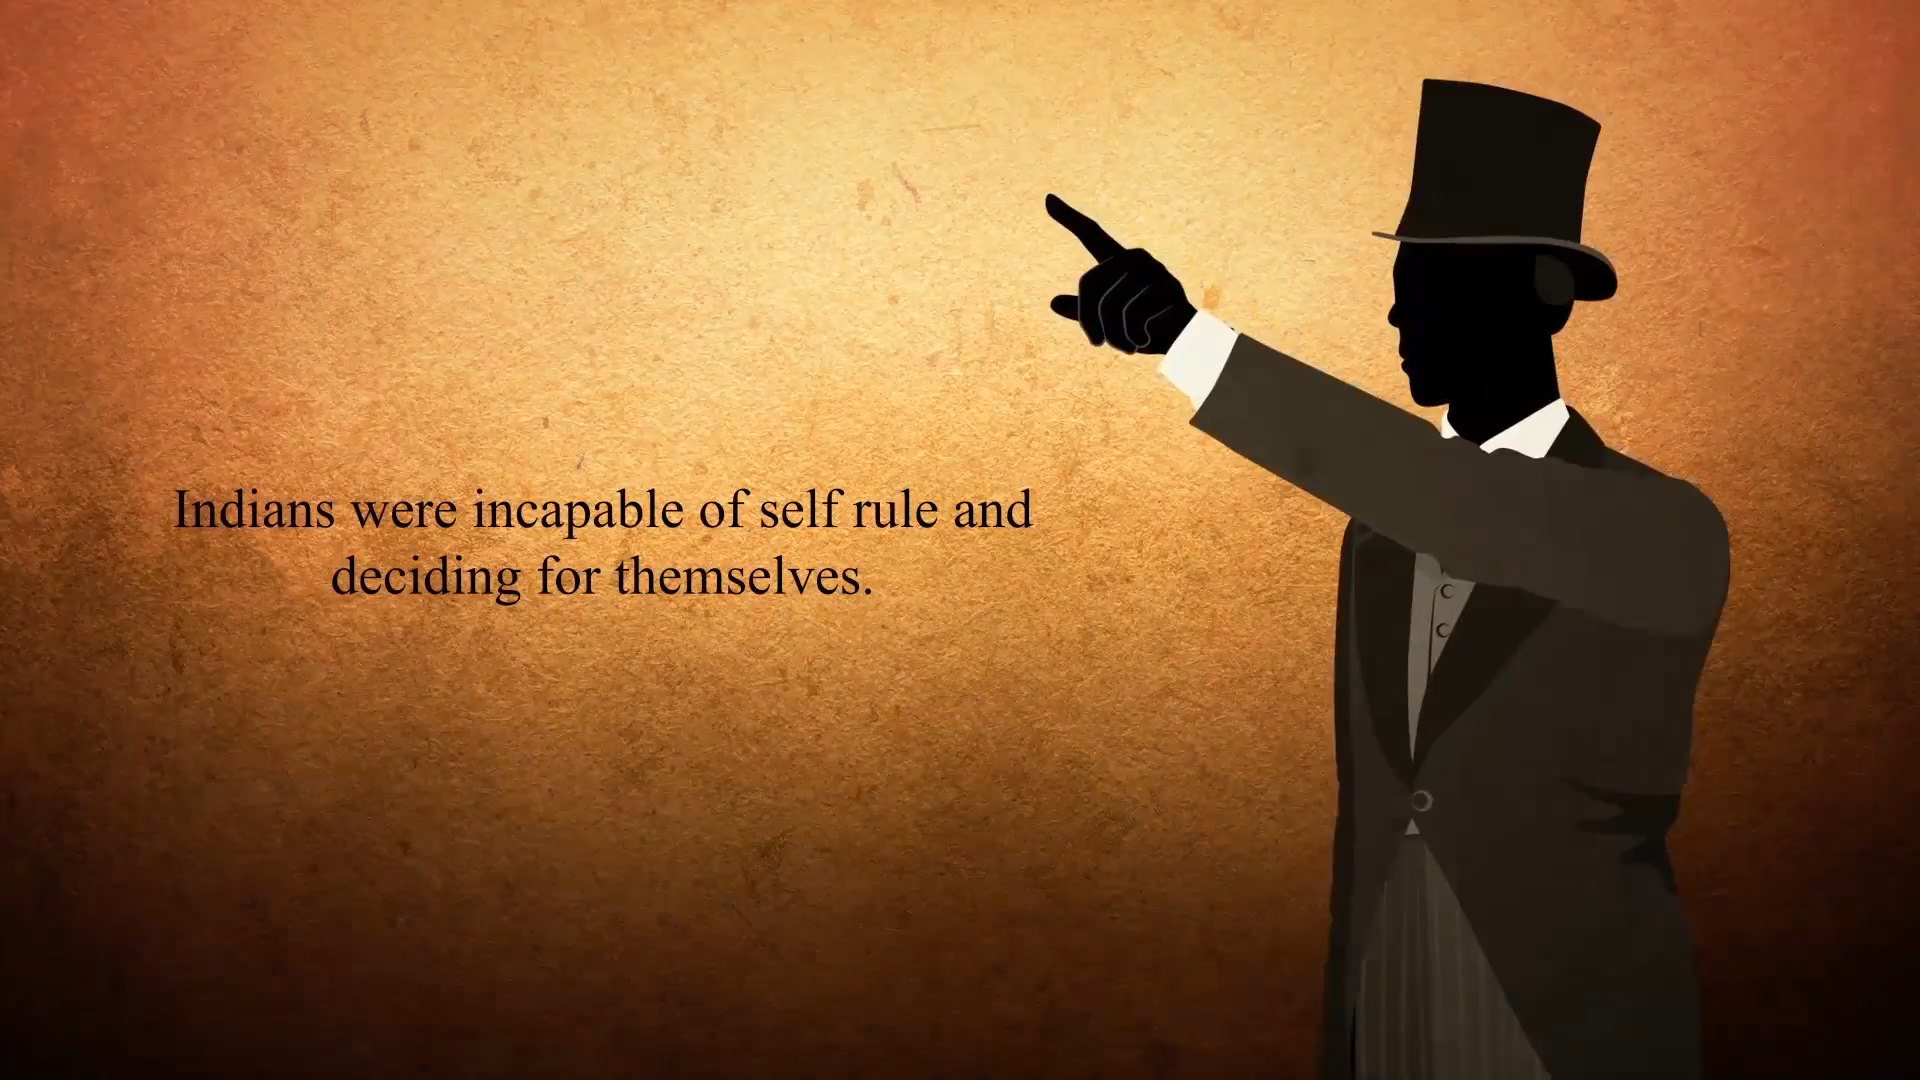 Indians were incapable of self rule and
deciding for themselves.